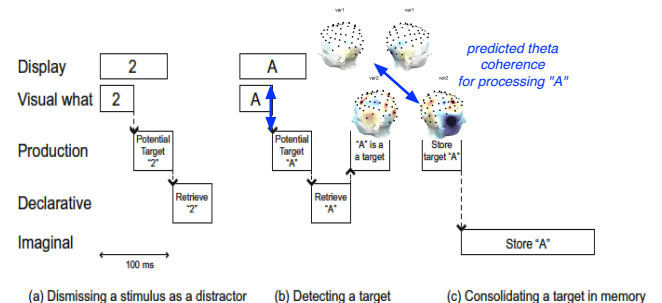 var1
var1
predicted theta
coherence
for processing "A"
Display
2
A
Visual what
2
A
var2
var2
Production
Potential
Target
"2"
Potential
Target
"A"
"A" is a
a target
Store
target "A"
Declarative
Retrieve
"2"
Retrieve
"A"
Imaginal
Store "A"
100 ms
(a) Dismissing a stimulus as a distractor
(b) Detecting a target
(c) Consolidating a target in memory